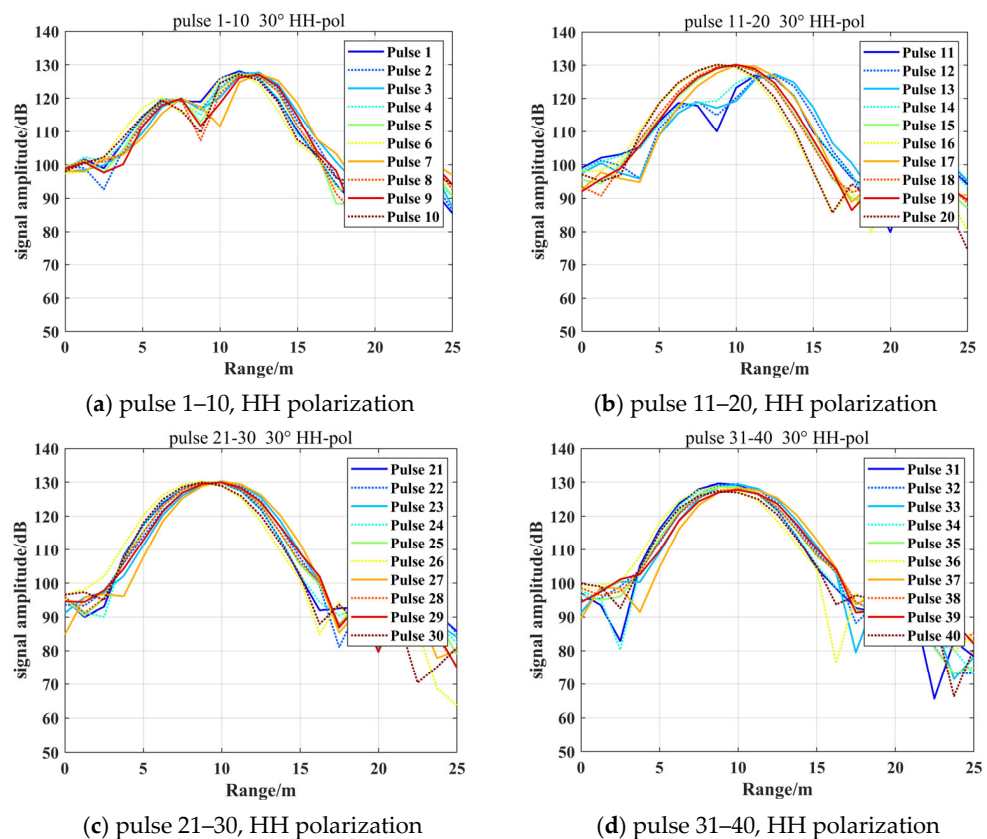 pulse 1-10  30° HH-pol
140
130
120
110
100
90
80
70
60
50
signal amplitude/dB
0 5 10 15 20 25
Range/m
Pulse 1
Pulse 2
Pulse 3
Pulse 4
Pulse 5
Pulse 6
Pulse 7
Pulse 8
Pulse 9
Pulse 10
(a) pulse 1–10, HH polarization
pulse 11-20  30° HH-pol
140
130
120
110
100
90
80
70
60
50
signal amplitude/dB
0 5 10 15 20 25
Range/m
Pulse 11
Pulse 12
Pulse 13
Pulse 14
Pulse 15
Pulse 16
Pulse 17
Pulse 18
Pulse 19
Pulse 20
(b) pulse 11–20, HH polarization
pulse 21-30  30° HH-pol
140
130
120
110
100
90
80
70
60
50
signal amplitude/dB
0 5 10 15 20 25
Range/m
Pulse 21
Pulse 22
Pulse 23
Pulse 24
Pulse 25
Pulse 26
Pulse 27
Pulse 28
Pulse 29
Pulse 30
(c) pulse 21–30, HH polarization
pulse 31-40  30° HH-pol
140
130
120
110
100
90
80
70
60
50
signal amplitude/dB
0 5 10 15 20 25
Range/m
Pulse 31
Pulse 32
Pulse 33
Pulse 34
Pulse 35
Pulse 36
Pulse 37
Pulse 38
Pulse 39
Pulse 40
(d) pulse 31–40, HH polarization